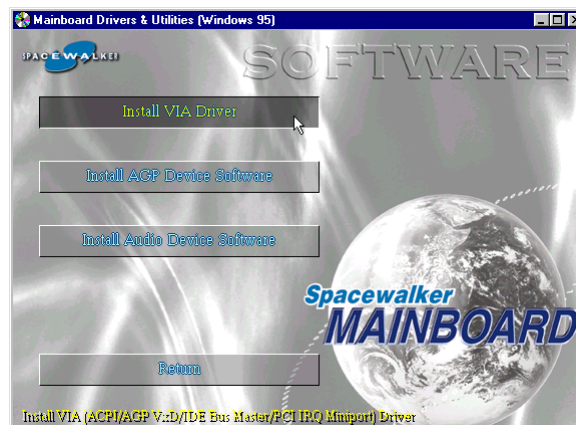 Mainboard Drivers & Utilities (Windows 95)
SPACEWALKER
SOFTWARE
Install VIA Driver
Install AGP Device Software
Install Audio Device Software
Spacewalker
MAINBOARD
Return
Install VIA (ACPI/AGP VxD/IDE Bus Master/PCI IRQ Miniport) Driver